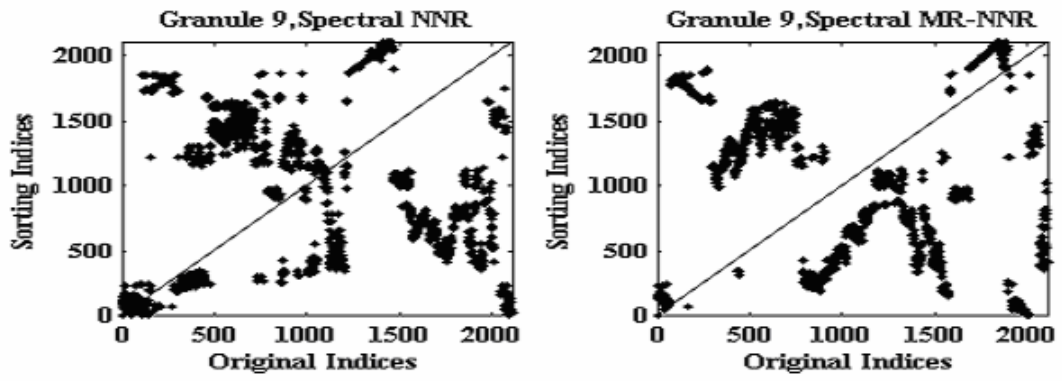 Granule 9,Spectral NNR
2000
1500
1000
500
0
Sorting Indices
0 500 1000 1500 2000
Original Indices
Granule 9,Spectral MR-NNR
2000
1500
1000
500
0
Sorting Indices
0 500 1000 1500 2000
Original Indices